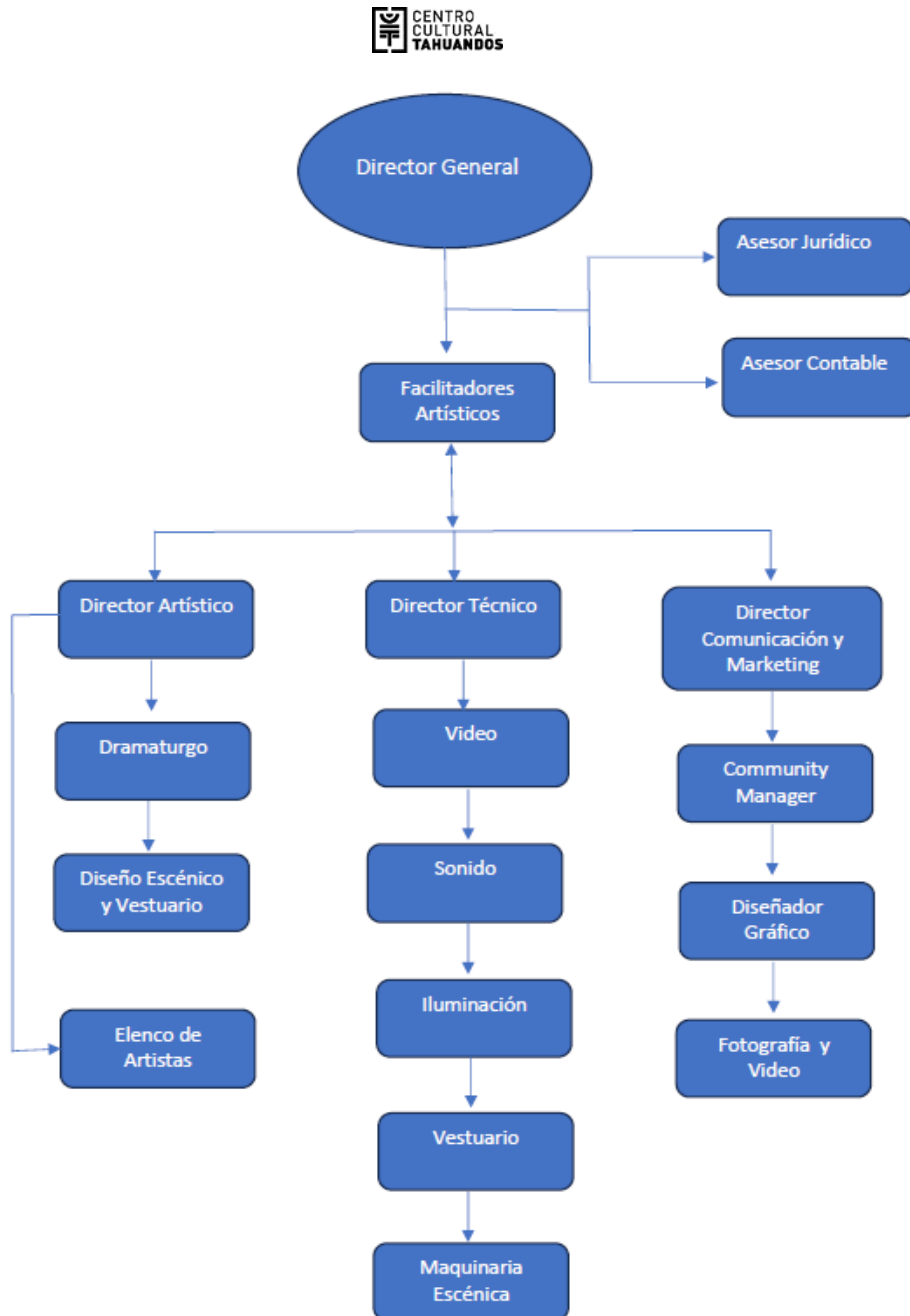 CENTRO
CULTURAL
TAHUANDOS
Director General
Asesor Jurídico
Asesor Contable
Facilitadores
Artísticos
Director Artístico
Director Técnico
Director
Comunicación y
Marketing
Dramaturgo
Video
Community
Manager
Diseño Escénico
y Vestuario
Sonido
Diseñador
Gráfico
Elenco de
Artistas
Iluminación
Fotografía y
Video
Vestuario
Maquinaria
Escénica